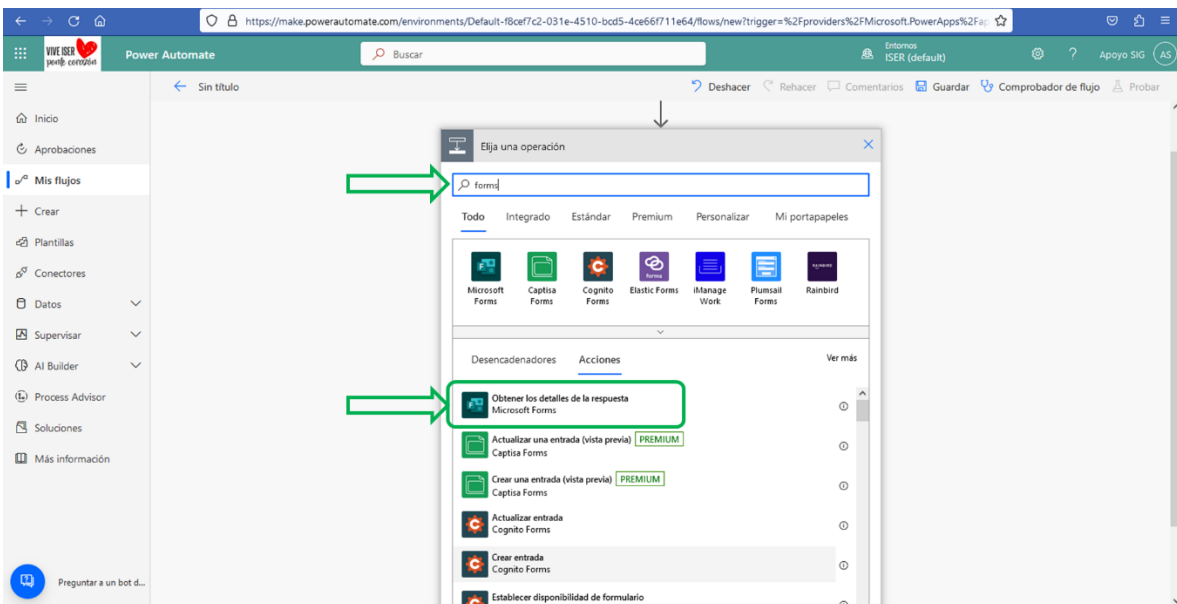 https://make.powerautomate.com/environments/Default-f8cef7c2-031e-4510-bcd5-4ce66f711e64/flows/new?trigger=%2Fproviders%2FMicrosoft.PowerApps%2Fap
VIVE ISER
ponle corazón
Power Automate
Buscar
Entornos
ISER (default)
?
Apoyo SIG
AS
Sin título
Deshacer
Rehacer
Comentarios
Guardar
Comprobador de flujo
Probar
Inicio
Aprobaciones
Mis flujos
Crear
Plantillas
Conectores
Datos
Supervisar
AI Builder
Process Advisor
Soluciones
Más información
Preguntar a un bot d...
Elija una operación
forms
Todo
Integrado
Estándar
Premium
Personalizar
Mi portapapeles
Microsoft
Forms
Captisa
Forms
Cognito
Forms
Elastic Forms
iManage
Work
Plumsail
Forms
Rainbird
Desencadenadores
Acciones
Ver más
Obtener los detalles de la respuesta
Microsoft Forms
Actualizar una entrada (vista previa) PREMIUM
Captisa Forms
Crear una entrada (vista previa) PREMIUM
Captisa Forms
Actualizar entrada
Cognito Forms
Crear entrada
Cognito Forms
Establecer disponibilidad de formulario